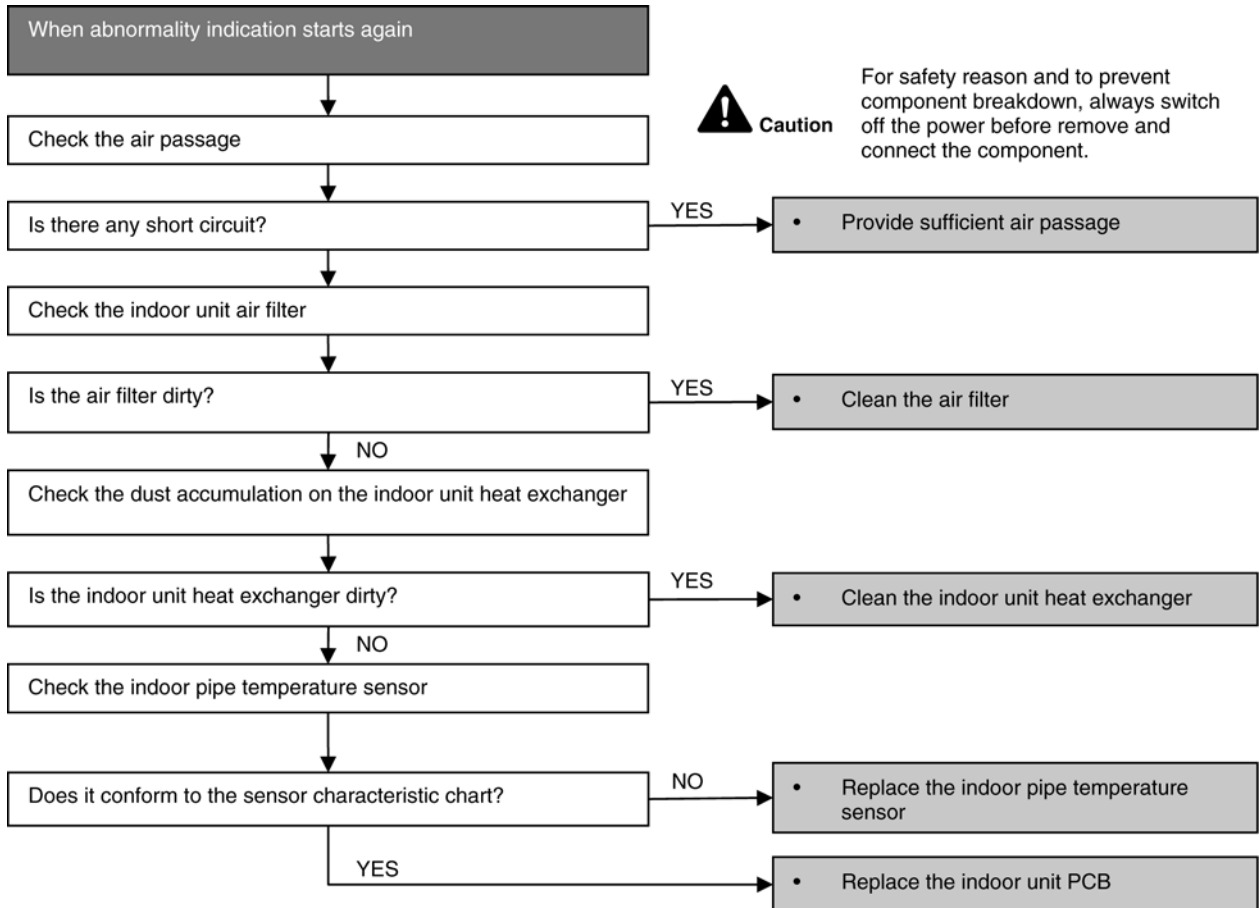 When abnormality indication starts again
Caution
For safety reason and to prevent
component breakdown, always switch
off the power before remove and
connect the component.
Check the air passage
Is there any short circuit?
YES
• Provide sufficient air passage
Check the indoor unit air filter
Is the air filter dirty?
YES
• Clean the air filter
NO
Check the dust accumulation on the indoor unit heat exchanger
Is the indoor unit heat exchanger dirty?
YES
• Clean the indoor unit heat exchanger
NO
Check the indoor pipe temperature sensor
Does it conform to the sensor characteristic chart?
NO
• Replace the indoor pipe temperature
sensor
YES
• Replace the indoor unit PCB